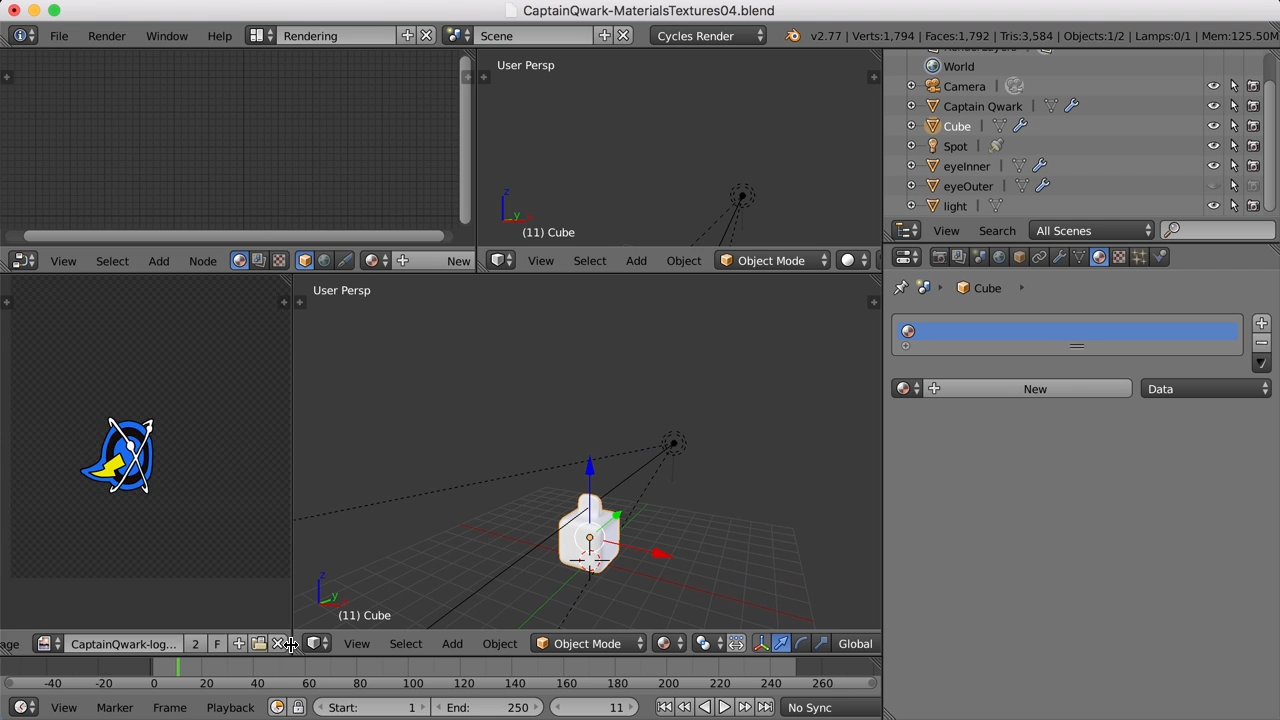 CaptainQwark-MaterialsTextures04.blend
File Render Window Help Rendering Scene Cycles Render v2.77 | Verts:1,794 | Faces:1,792 | Tris:3,584 | Objects:1/2 | Lamps:0/1 | Mem:125.50M
User Persp
z
y
(11) Cube
World
Camera
Captain Qwark
Cube
Spot
eyeInner
eyeOuter
light
View Search All Scenes
View Select Add Node New
View Select Add Object Object Mode
Cube
New Data
User Persp
z
y
(11) Cube
age CaptainQwark-log... 2 F
View Select Add Object Object Mode Global
-40 -20 0 20 40 60 80 100 120 140 160 180 200 220 240 260
View Marker Frame Playback Start: 1 End: 250 11 No Sync